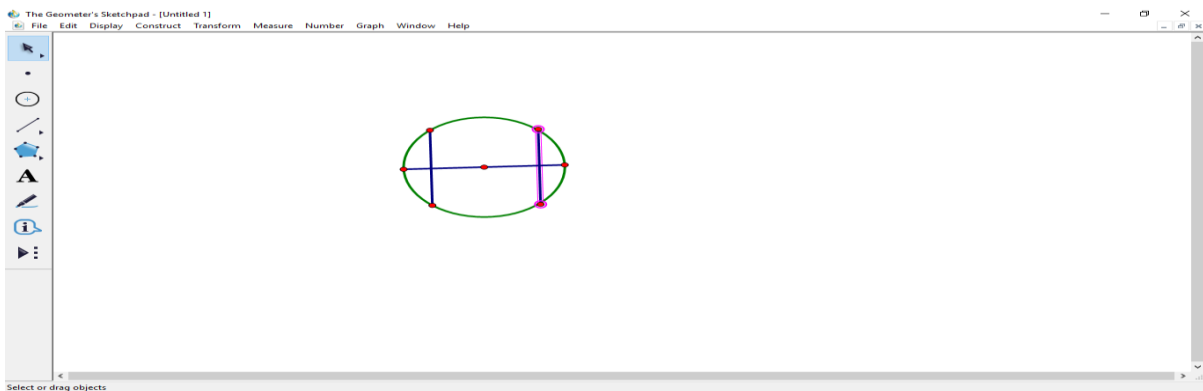 The Geometer's Sketchpad - [Untitled 1]
File Edit Display Construct Transform Measure Number Graph Window Help
A
i
Select or drag objects